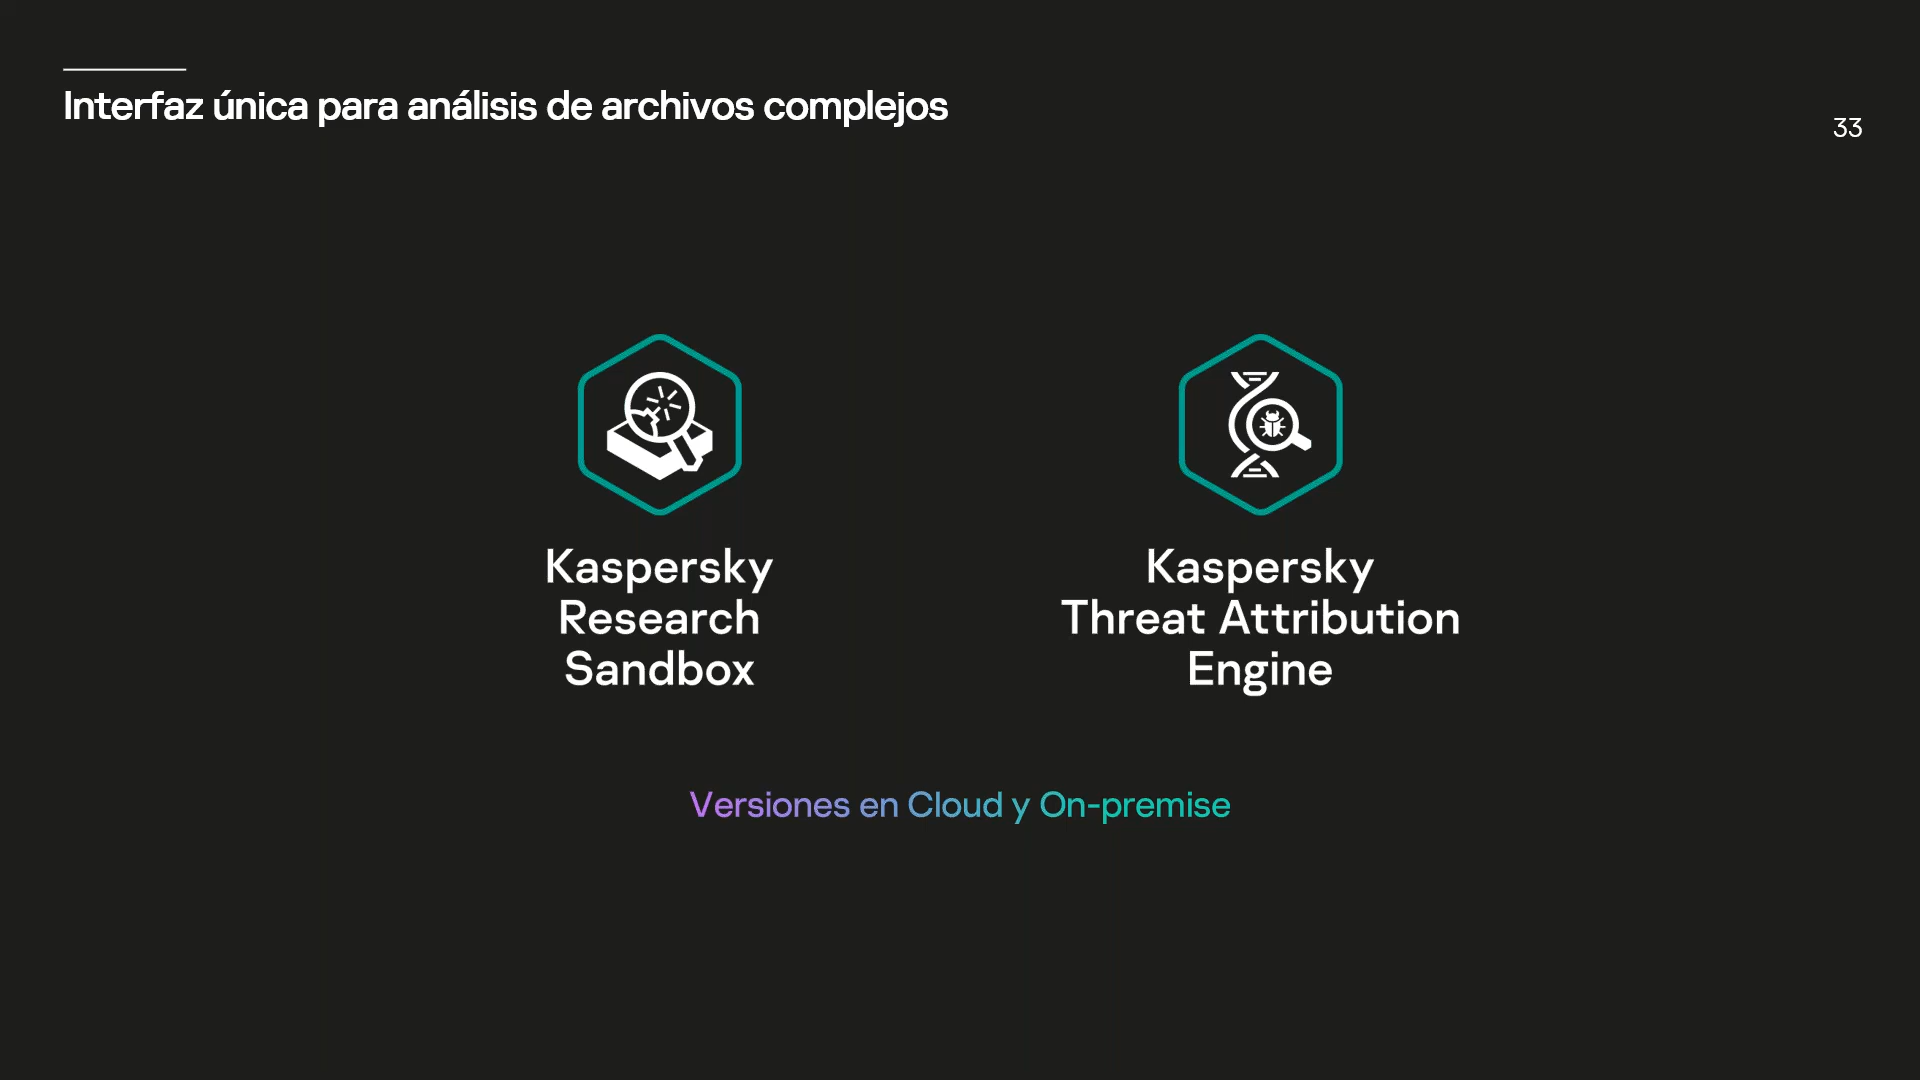 Interfaz única para análisis de archivos complejos
33
Kaspersky
Research
Sandbox
Kaspersky
Threat Attribution
Engine
Versiones en Cloud y On-premise